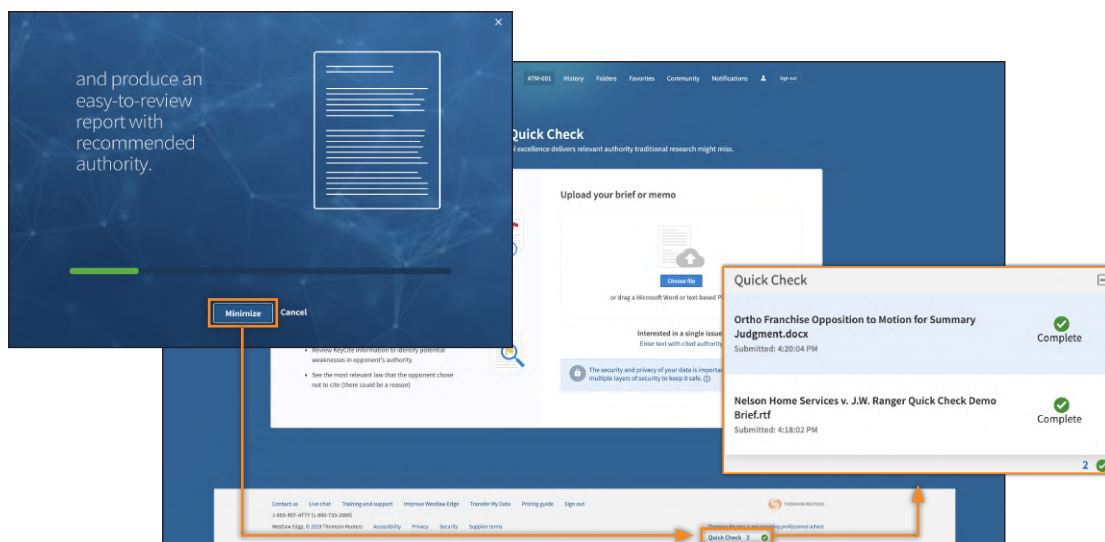 and produce an
easy-to-review
report with
recommended
authority.
Minimize
Cancel
ATM-001 History Folders Favorites Community Notifications Sign out
Quick Check
excellence delivers relevant authority traditional research might miss.
Upload your brief or memo
Choose file
or drag a Microsoft Word or text-based P
Interested in a single issue
Enter text with cited authority
The security and privacy of your data is importa
multiple layers of security to keep it safe.
• Review KeyCite information to identify potential
weaknesses in opponent's authority
• See the most relevant law that the opponent chose
not to cite (there could be a reason)
Quick Check
Ortho Franchise Opposition to Motion for Summary
Judgment.docx
Submitted: 4:20:04 PM
Complete
Nelson Home Services v. J.W. Ranger Quick Check Demo
Brief.rtf
Submitted: 4:18:02 PM
Complete
2
Contact us Live chat Training and support Improve Westlaw Edge Transfer My Data Pricing guide Sign out
1-800-REF-ATTY (1-800-733-2889)
Westlaw Edge. © 2019 Thomson Reuters Accessibility Privacy Security Supplier terms
THOMSON REUTERS
Thomson Reuters is not providing professional advice
Quick Check 2